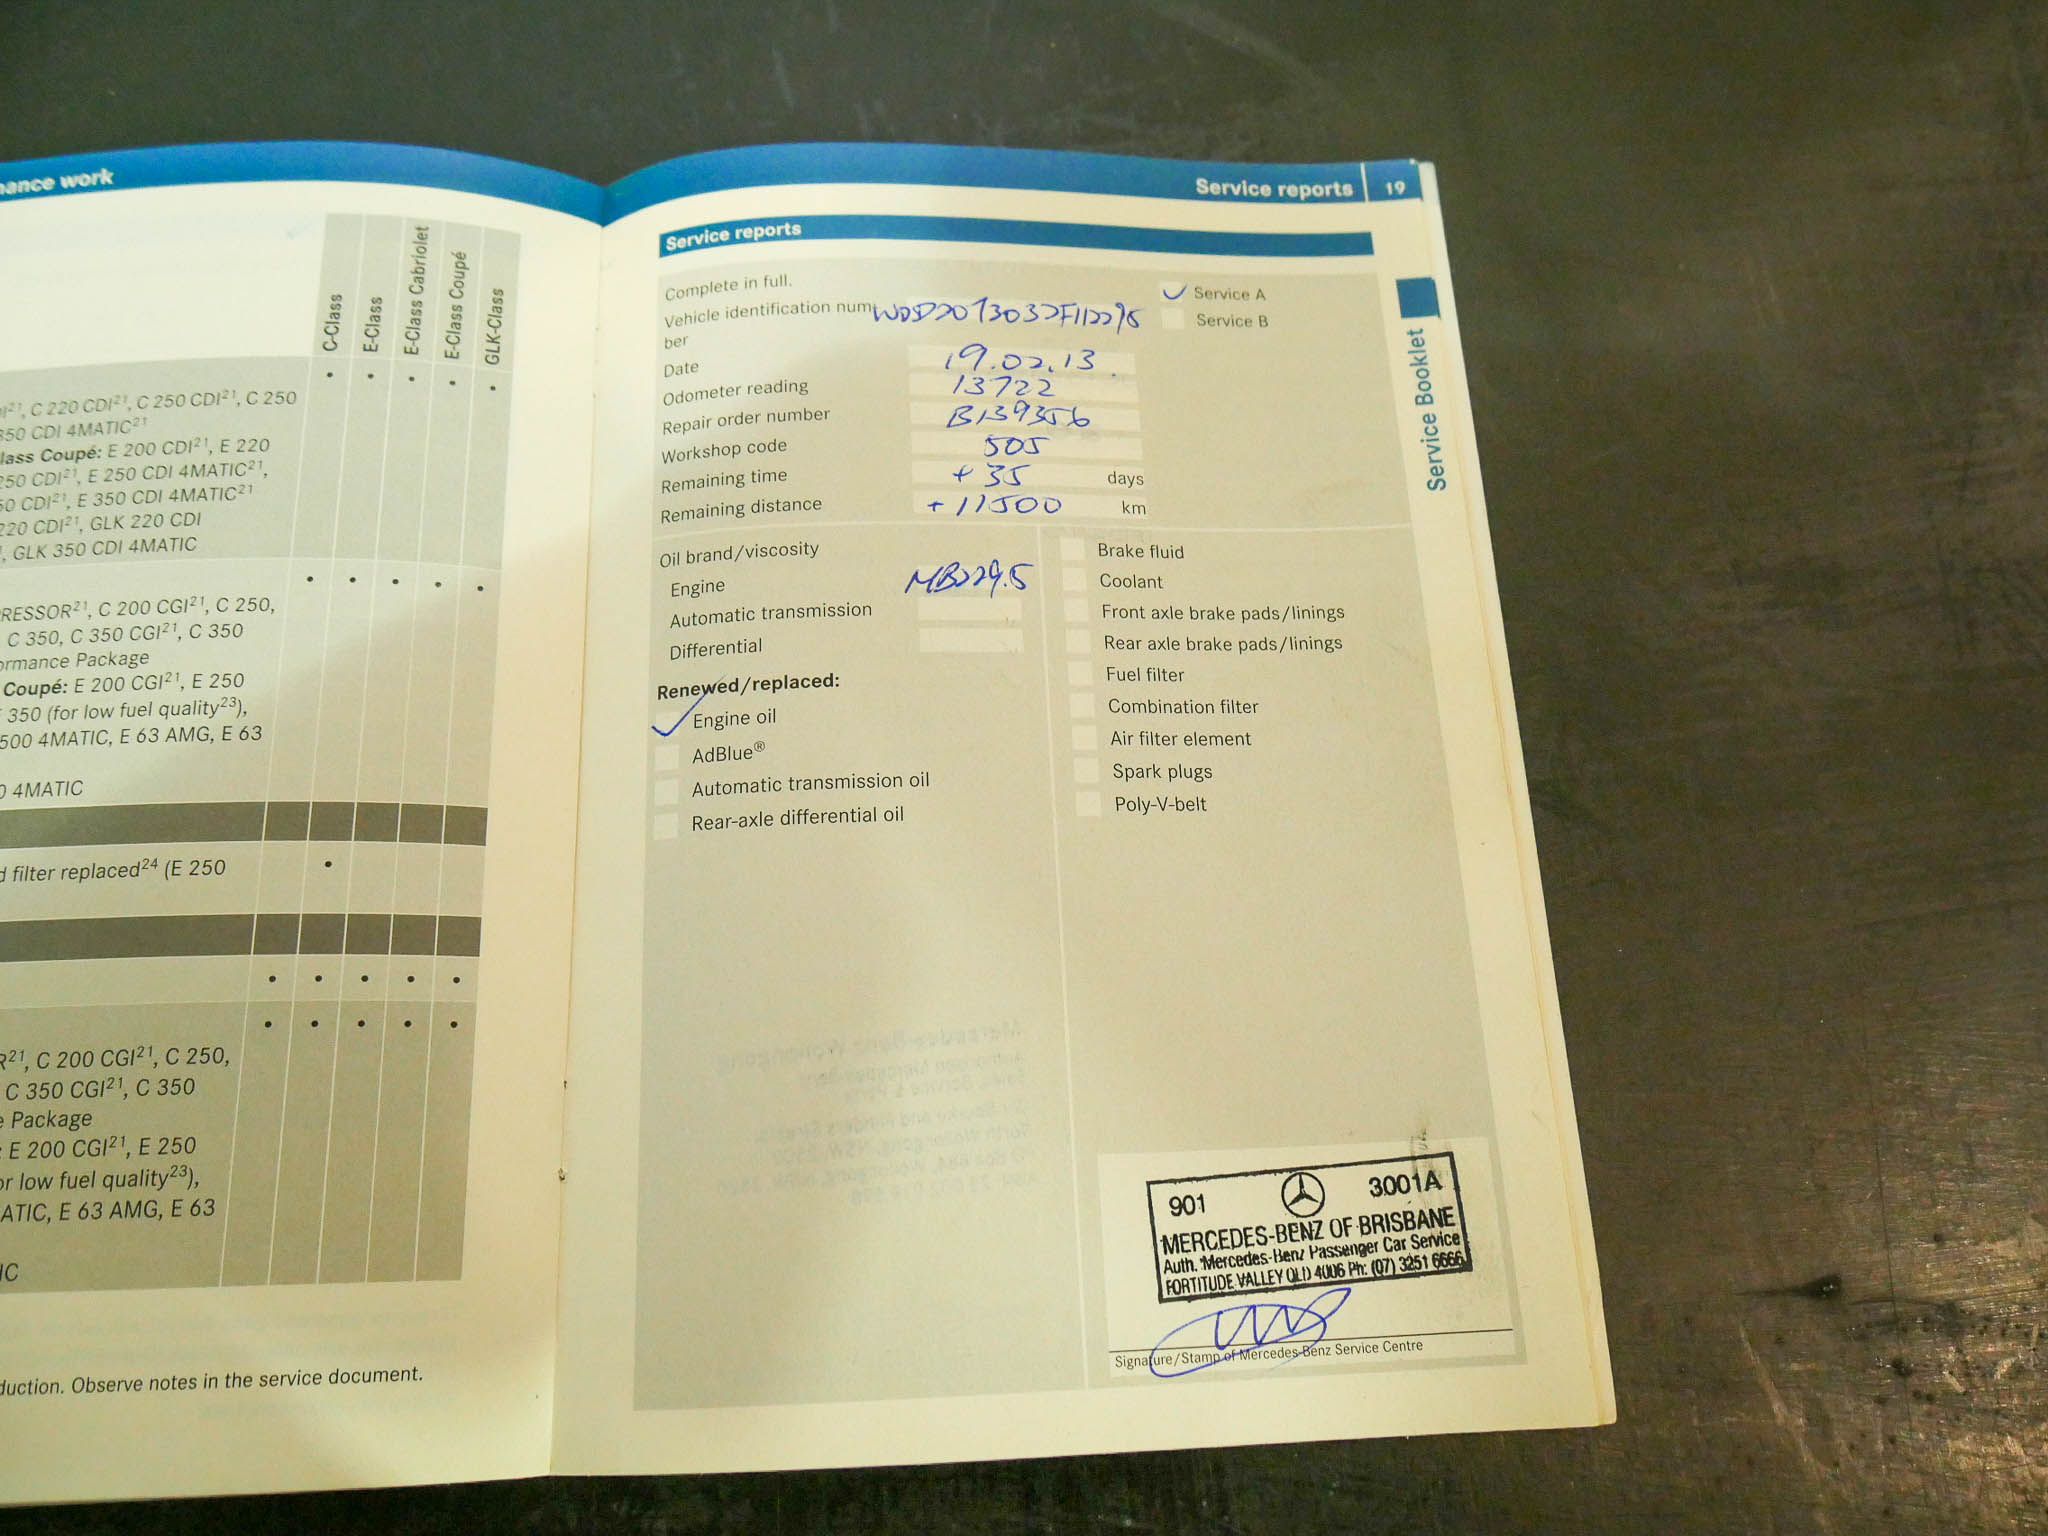 nance work
C-Class
E-Class
E-Class Cabriolet
E-Class Coupé
GLK-Class
C 220 CDI²¹, C 250 CDI²¹, C 250
350 CDI 4MATIC²¹
lass Coupé: E 200 CDI²¹, E 220
250 CDI²¹, E 250 CDI 4MATIC²¹,
50 CDI²¹, E 350 CDI 4MATIC²¹
220 CDI²¹, GLK 220 CDI
, GLK 350 CDI 4MATIC
RESSOR²¹, C 200 CGI²¹, C 250,
C 350, C 350 CGI²¹, C 350
ormance Package
Coupé: E 200 CGI²¹, E 250
350 (for low fuel quality²³),
500 4MATIC, E 63 AMG, E 63
0 4MATIC
d filter replaced²⁴ (E 250
R²¹, C 200 CGI²¹, C 250,
C 350 CGI²¹, C 350
e Package
: E 200 CGI²¹, E 250
or low fuel quality²³),
ATIC, E 63 AMG, E 63
IC
duction. Observe notes in the service document.
Service reports 19
Service reports
Complete in full.
Service A
Vehicle identification num
ber
Service B
Date 19.02.13
Odometer reading 13722
Repair order number B139356
Workshop code 505
Remaining time +35 days
Remaining distance +11500 km
Oil brand/viscosity
Engine MB229.5
Automatic transmission
Differential
Renewed/replaced:
Engine oil
AdBlue®
Automatic transmission oil
Rear-axle differential oil
Brake fluid
Coolant
Front axle brake pads/linings
Rear axle brake pads/linings
Fuel filter
Combination filter
Air filter element
Spark plugs
Poly-V-belt
Service Booklet
901 3001A
MERCEDES-BENZ OF BRISBANE
Auth. Mercedes-Benz Passenger Car Service
FORTITUDE VALLEY QLD 4006 Ph: (07) 3251 6666
Signature/Stamp of Mercedes-Benz Service Centre